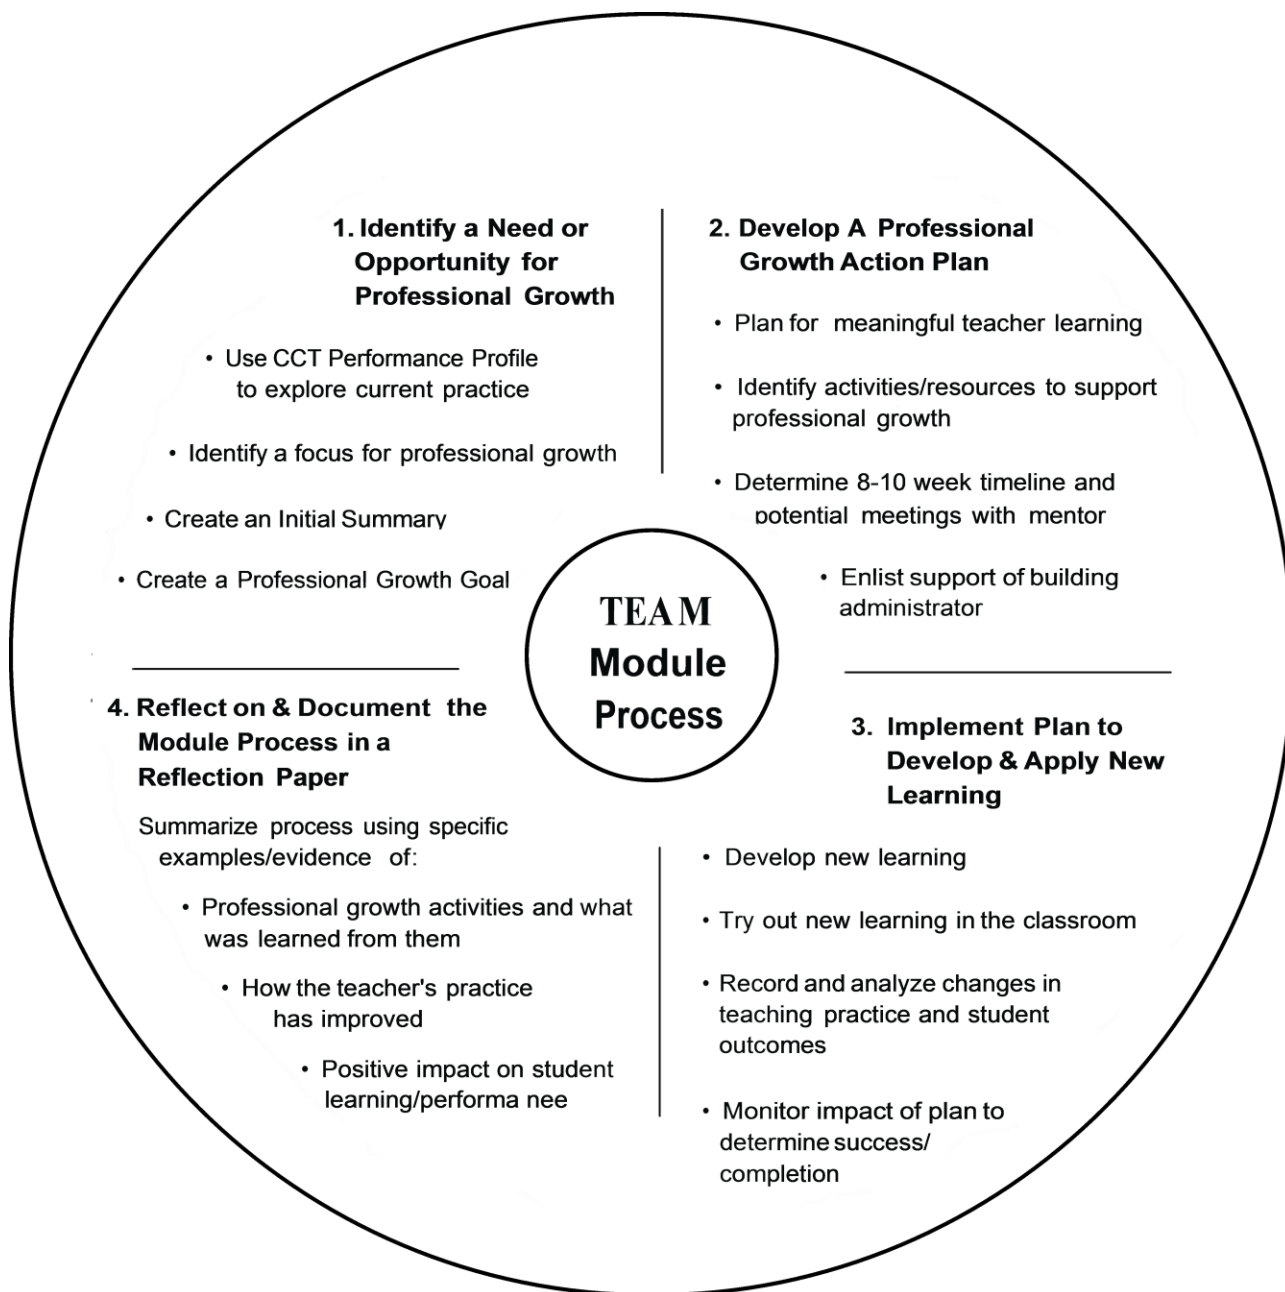 1. Identify a Need or
Opportunity for
Professional Growth
• Use CCT Performance Profile
to explore current practice
• Identify a focus for professional growth
• Create an Initial Summary
• Create a Professional Growth Goal
2. Develop A Professional
Growth Action Plan
• Plan for meaningful teacher learning
• Identify activities/resources to support
professional growth
• Determine 8-10 week timeline and
potential meetings with mentor
• Enlist support of building
administrator
TEAM
Module
Process
3. Implement Plan to
Develop & Apply New
Learning
• Develop new learning
• Try out new learning in the classroom
• Record and analyze changes in
teaching practice and student
outcomes
• Monitor impact of plan to
determine success/
completion
4. Reflect on & Document the
Module Process in a
Reflection Paper
Summarize process using specific
examples/evidence of:
• Professional growth activities and what
was learned from them
• How the teacher's practice
has improved
• Positive impact on student
learning/performa nee